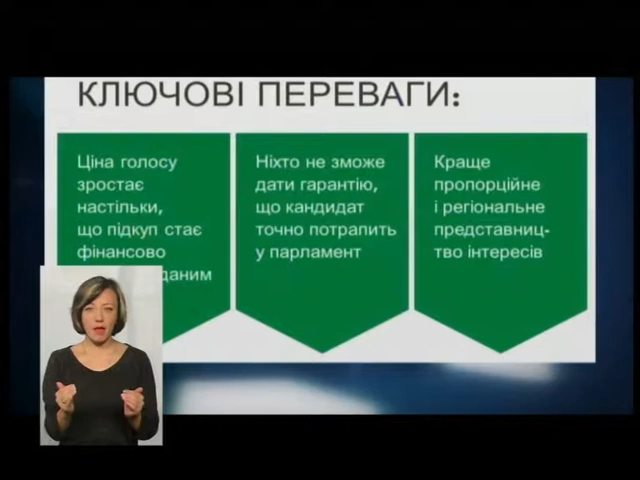 КЛЮЧОВІ ПЕРЕВАГИ:
Ціна голосу
зростає
настільки,
що підкуп стає
фінансово
даним
Ніхто не зможе
дати гарантію,
що кандидат
точно потрапить
у парламент
Краще
пропорційне
і регіональне
представниц-
тво інтересів